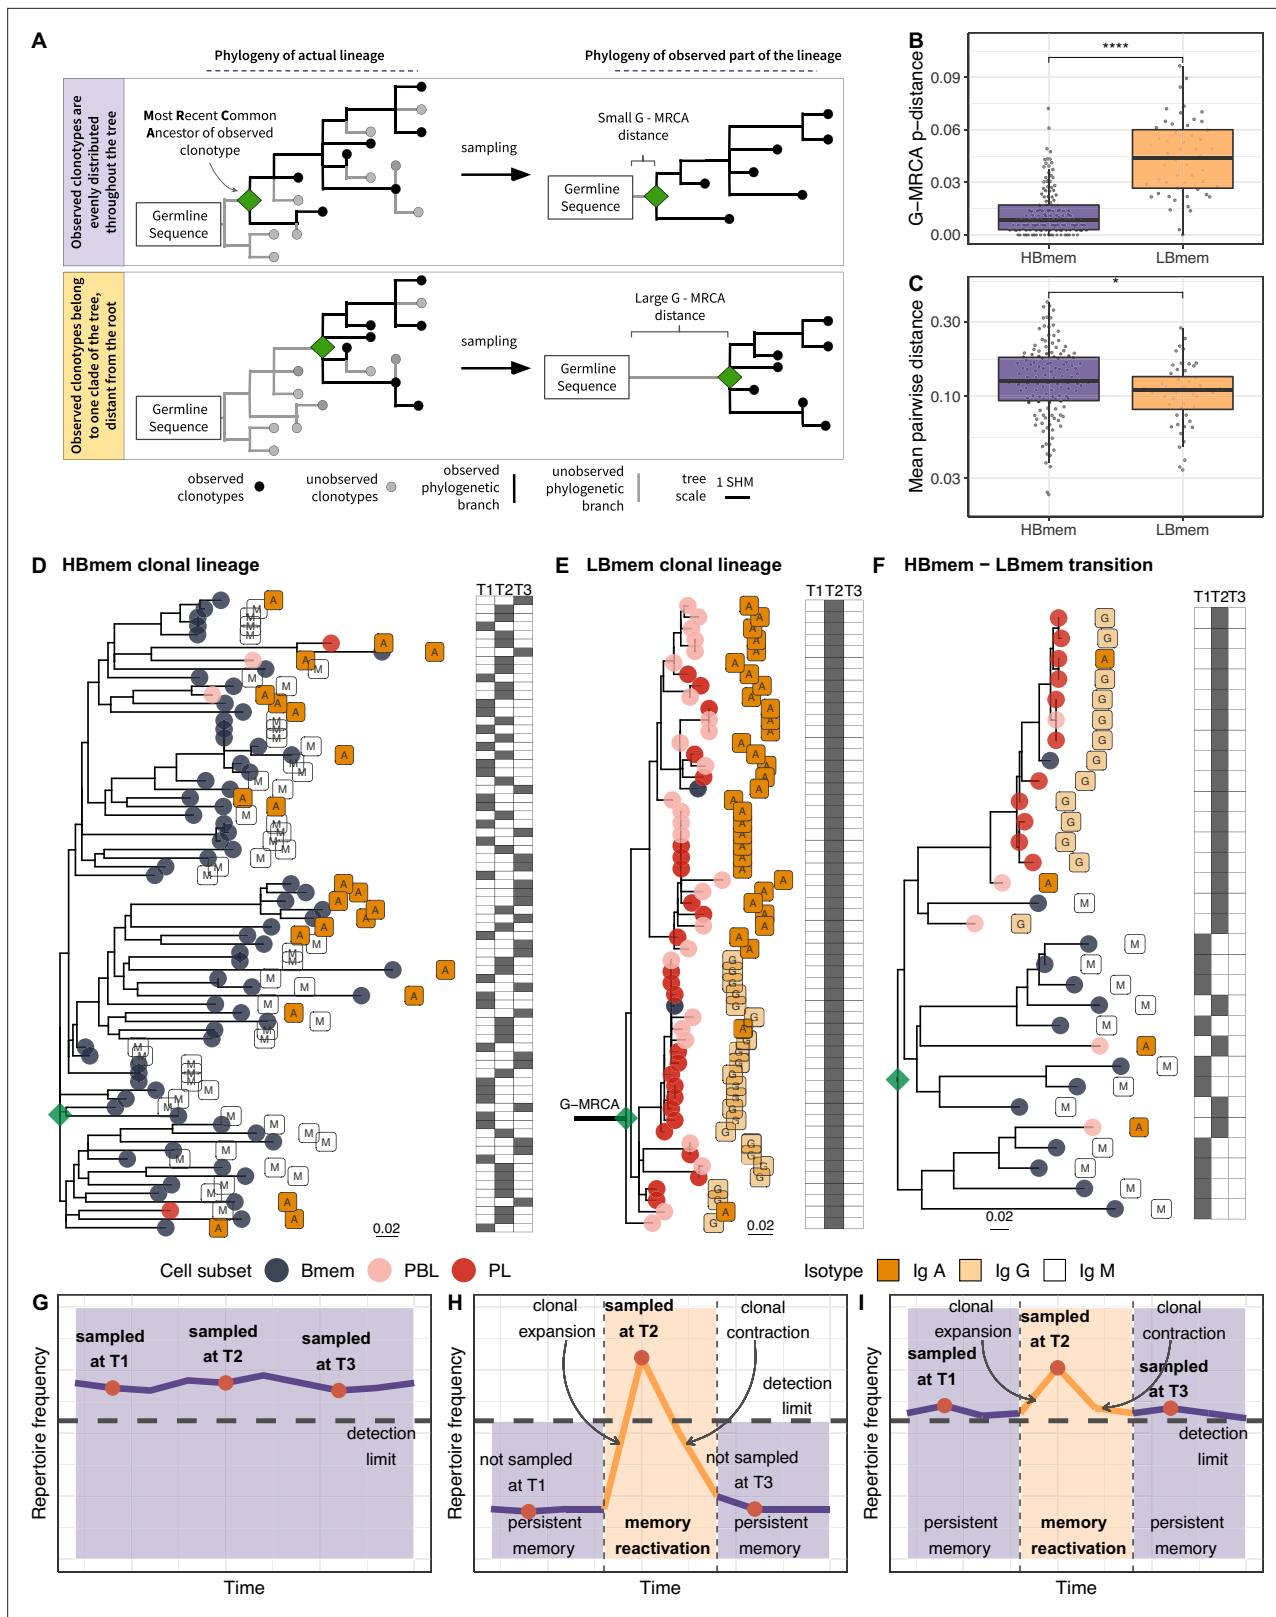 A
Phylogeny of actual lineage
Phylogeny of observed part of the lineage
Observed clonotypes are
evenly distributed
throughout the tree
Most Recent Common
Ancestor of observed
clonotype
Germline
Sequence
sampling
Small G - MRCA
distance
Germline
Sequence
Observed clonotypes belong
to one clade of the tree,
distant from the root
Germline
Sequence
sampling
Large G - MRCA
distance
Germline
Sequence
observed
clonotypes
unobserved
clonotypes
observed
phylogenetic
branch
unobserved
phylogenetic
branch
tree
scale
1 SHM
B
G−MRCA p−distance
0.09
0.06
0.03
0.00
****
HBmem
LBmem
C
Mean pairwise distance
0.30
0.10
0.03
*
HBmem
LBmem
D HBmem clonal lineage
T1 T2 T3
0.02
E LBmem clonal lineage
T1 T2 T3
G−MRCA
0.02
F HBmem − LBmem transition
T1 T2 T3
0.02
Cell subset Bmem PBL PL
Isotype Ig A Ig G Ig M
G
Repertoire frequency
sampled
at T1
sampled
at T2
sampled
at T3
detection
limit
Time
H
Repertoire frequency
clonal
expansion
sampled
at T2
clonal
contraction
detection
limit
not sampled
at T1
not sampled
at T3
persistent
memory
memory
reactivation
persistent
memory
Time
I
Repertoire frequency
clonal
expansion
sampled
at T1
sampled
at T2
clonal
contraction
sampled
at T3
detection
limit
persistent
memory
memory
reactivation
persistent
memory
Time